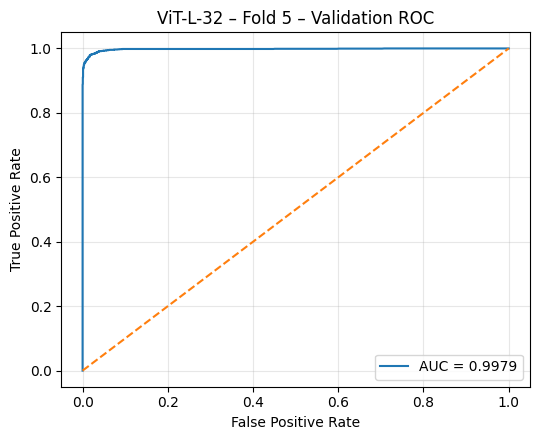 ViT-L-32 – Fold 5 – Validation ROC
True Positive Rate
1.0
0.8
0.6
0.4
0.2
0.0
AUC = 0.9979
0.0 0.2 0.4 0.6 0.8 1.0
False Positive Rate